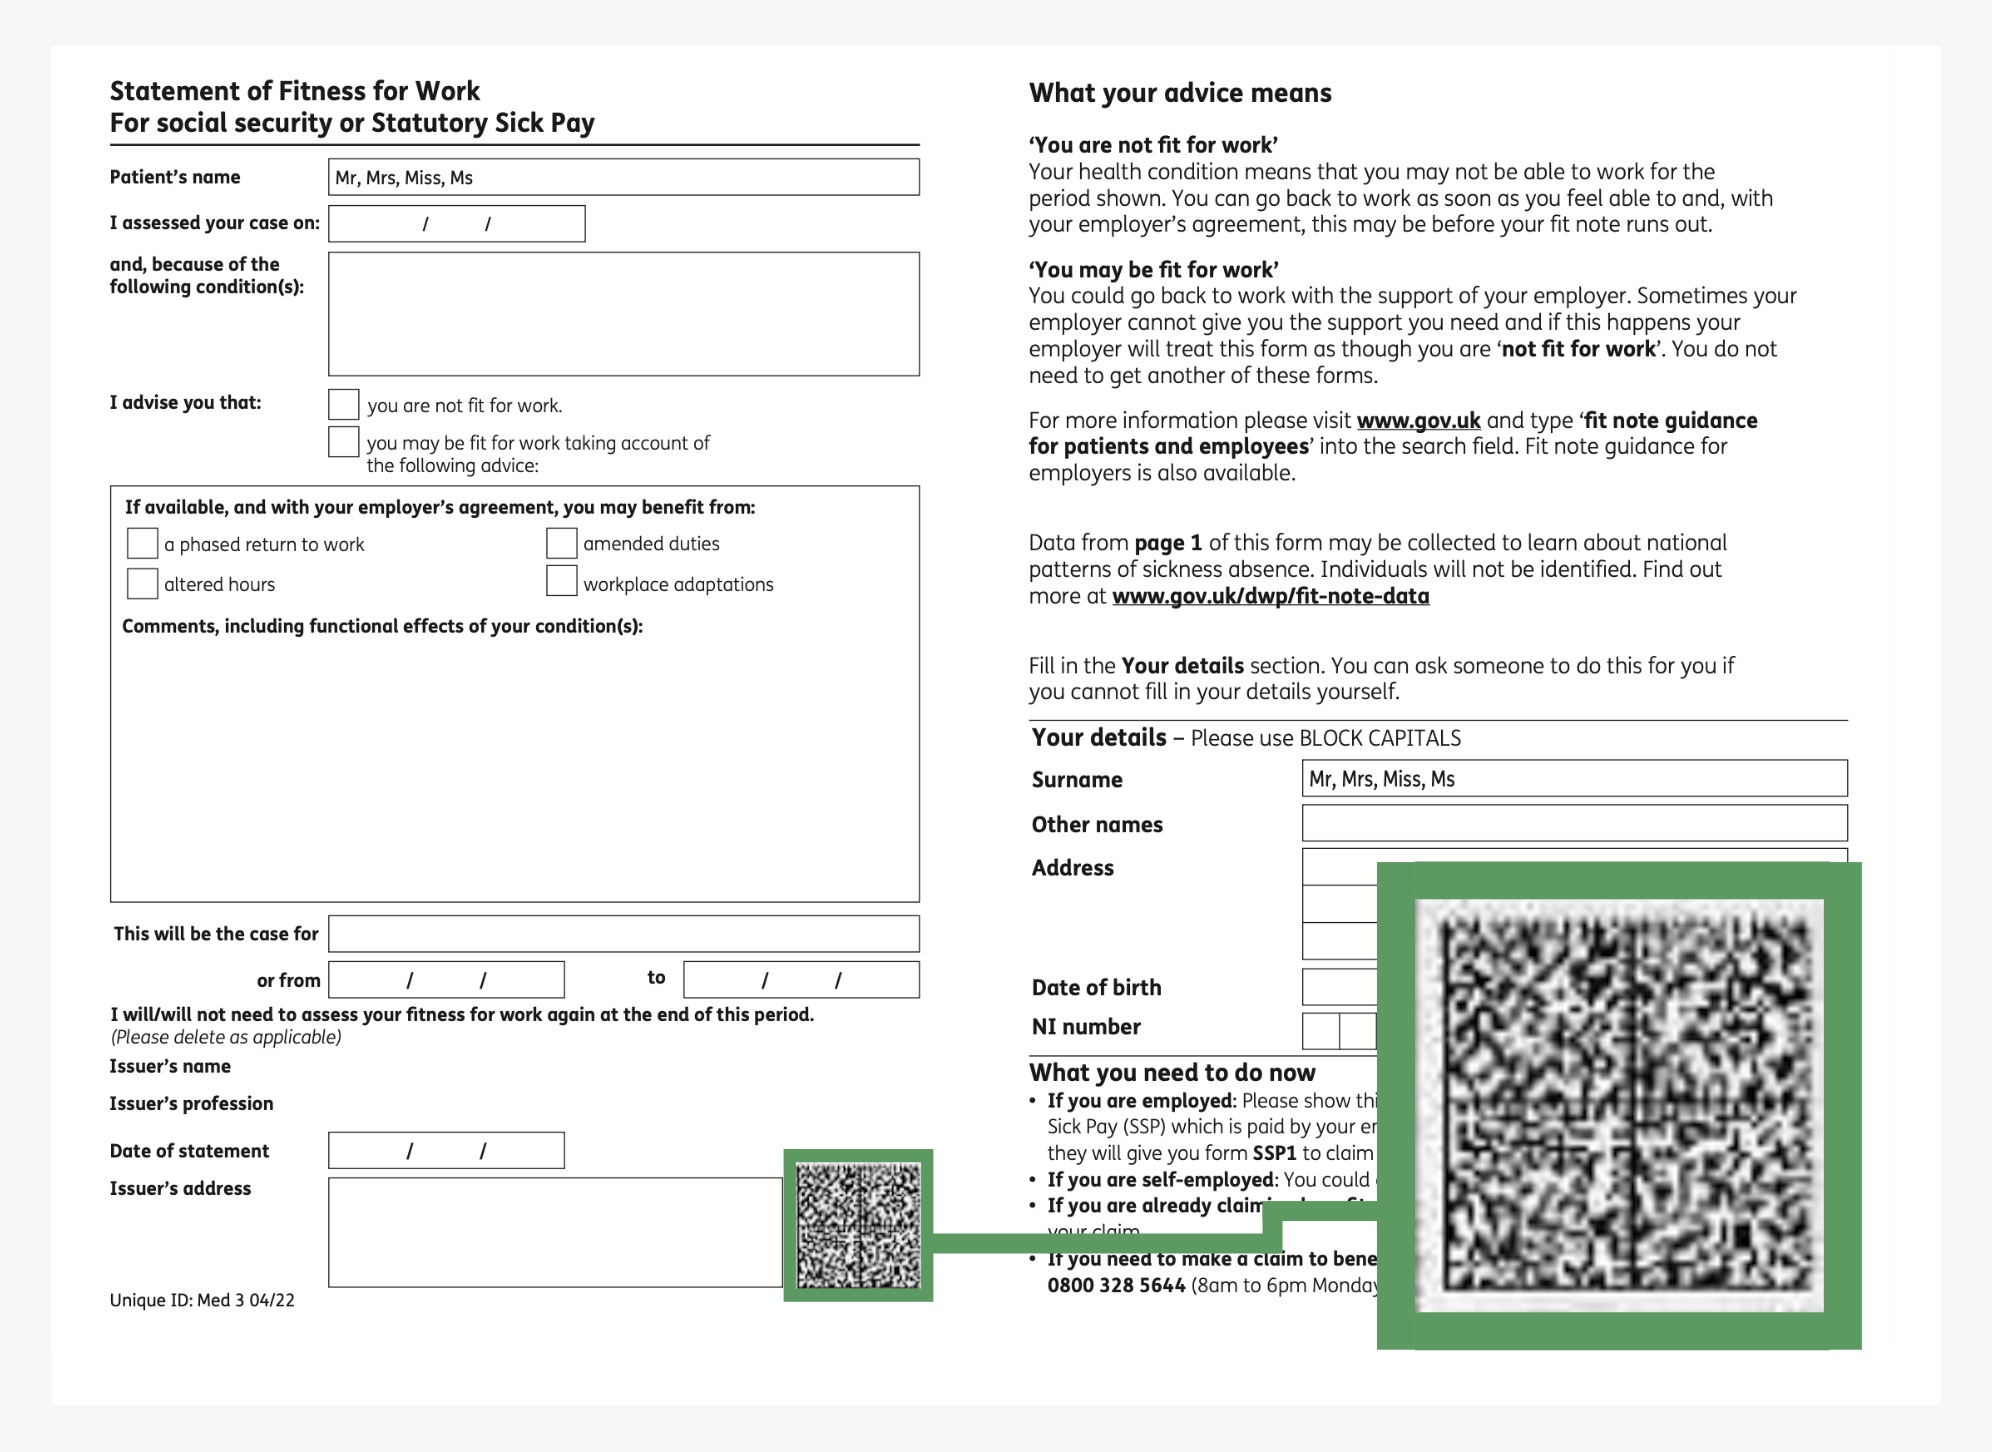 Statement of Fitness for Work
For social security or Statutory Sick Pay
Patient's name
Mr, Mrs, Miss, Ms
I assessed your case on:
/ /
and, because of the
following condition(s):
I advise you that:
you are not fit for work.
you may be fit for work taking account of
the following advice:
If available, and with your employer's agreement, you may benefit from:
a phased return to work
amended duties
altered hours
workplace adaptations
Comments, including functional effects of your condition(s):
This will be the case for
or from / / to / /
I will/will not need to assess your fitness for work again at the end of this period.
(Please delete as applicable)
Issuer's name
Issuer's profession
Date of statement
/ /
Issuer's address
Unique ID: Med 3 04/22
What your advice means
‘You are not fit for work’
Your health condition means that you may not be able to work for the
period shown. You can go back to work as soon as you feel able to and, with
your employer's agreement, this may be before your fit note runs out.
‘You may be fit for work’
You could go back to work with the support of your employer. Sometimes your
employer cannot give you the support you need and if this happens your
employer will treat this form as though you are ‘not fit for work’. You do not
need to get another of these forms.
For more information please visit www.gov.uk and type ‘fit note guidance
for patients and employees’ into the search field. Fit note guidance for
employers is also available.
Data from page 1 of this form may be collected to learn about national
patterns of sickness absence. Individuals will not be identified. Find out
more at www.gov.uk/dwp/fit-note-data
Fill in the Your details section. You can ask someone to do this for you if
you cannot fill in your details yourself.
Your details – Please use BLOCK CAPITALS
Surname
Mr, Mrs, Miss, Ms
Other names
Address
Date of birth
NI number
What you need to do now
• If you are employed: Please show
Sick Pay (SSP) which is paid by your
they will give you form SSP1 to claim
• If you are self-employed: You could
• If you are already
your claim
• If you need to make a claim to
0800 328 5644 (8am to 6pm Monday